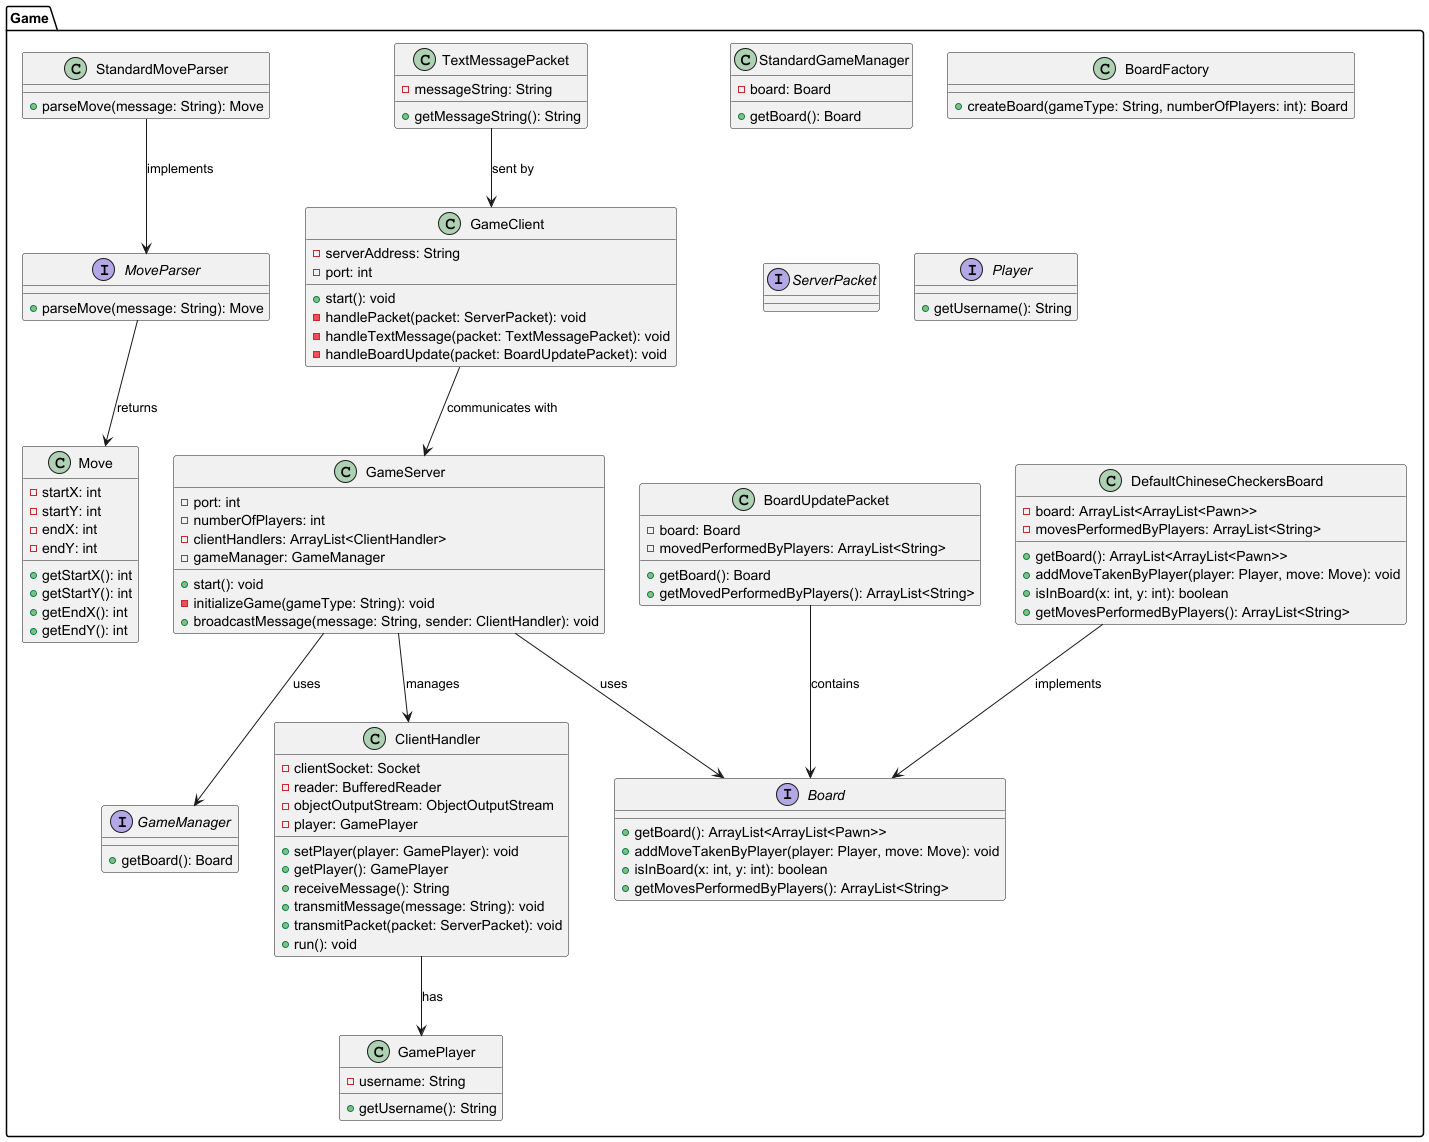 Game
C StandardMoveParser
parseMove(message: String): Move
C TextMessagePacket
messageString: String
getMessageString(): String
C StandardGameManager
board: Board
getBoard(): Board
C BoardFactory
createBoard(gameType: String, numberOfPlayers: int): Board
implements
sent by
I MoveParser
parseMove(message: String): Move
C GameClient
serverAddress: String
port: int
start(): void
handlePacket(packet: ServerPacket): void
handleTextMessage(packet: TextMessagePacket): void
handleBoardUpdate(packet: BoardUpdatePacket): void
I ServerPacket
I Player
getUsername(): String
returns
communicates with
C Move
startX: int
startY: int
endX: int
endY: int
getStartX(): int
getStartY(): int
getEndX(): int
getEndY(): int
C GameServer
port: int
numberOfPlayers: int
clientHandlers: ArrayList<ClientHandler>
gameManager: GameManager
start(): void
initializeGame(gameType: String): void
broadcastMessage(message: String, sender: ClientHandler): void
C BoardUpdatePacket
board: Board
movedPerformedByPlayers: ArrayList<String>
getBoard(): Board
getMovedPerformedByPlayers(): ArrayList<String>
C DefaultChineseCheckersBoard
board: ArrayList<ArrayList<Pawn>>
movesPerformedByPlayers: ArrayList<String>
getBoard(): ArrayList<ArrayList<Pawn>>
addMoveTakenByPlayer(player: Player, move: Move): void
isInBoard(x: int, y: int): boolean
getMovesPerformedByPlayers(): ArrayList<String>
uses
manages
uses
contains
implements
I GameManager
getBoard(): Board
C ClientHandler
clientSocket: Socket
reader: BufferedReader
objectOutputStream: ObjectOutputStream
player: GamePlayer
setPlayer(player: GamePlayer): void
getPlayer(): GamePlayer
receiveMessage(): String
transmitMessage(message: String): void
transmitPacket(packet: ServerPacket): void
run(): void
I Board
getBoard(): ArrayList<ArrayList<Pawn>>
addMoveTakenByPlayer(player: Player, move: Move): void
isInBoard(x: int, y: int): boolean
getMovesPerformedByPlayers(): ArrayList<String>
has
C GamePlayer
username: String
getUsername(): String